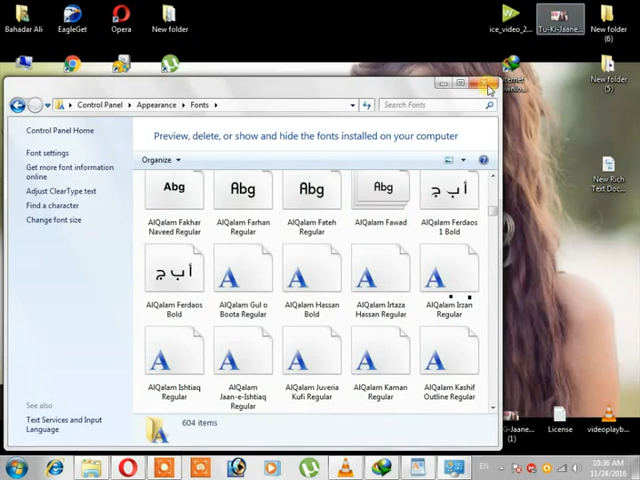 Bahadar Ali
EagleGet
Opera
New folder
ice_video_2...
Tu-Ki-Jaane...
New folder
(6)
New folder
(5)
New Rich
Text Doc...
Control Panel
Appearance
Fonts
Search Fonts
Control Panel Home
Font settings
Get more font information
online
Adjust ClearType text
Find a character
Change font size
See also
Text Services and Input
Language
Preview, delete, or show and hide the fonts installed on your computer
Organize
Abg
Abg
Abg
Abg
أ ب ج
AlQalam Fakhar
Naveed Regular
AlQalam Farhan
Regular
AlQalam Fateh
Regular
AlQalam Fawad
AlQalam Ferdaos
1 Bold
أ ب ج
AlQalam Ferdaos
Bold
AlQalam Gul o
Boota Regular
AlQalam Hassan
Bold
AlQalam Irtaza
Hassan Regular
AlQalam Irzan
Regular
AlQalam Ishtiaq
Regular
AlQalam
Jaan-e-Ishtiaq
Regular
AlQalam Juveria
Kufi Regular
AlQalam Kaman
Regular
AlQalam Kashif
Outline Regular
604 items
(1)
License
videoplayb...
EN
10:36 AM
11/24/2016